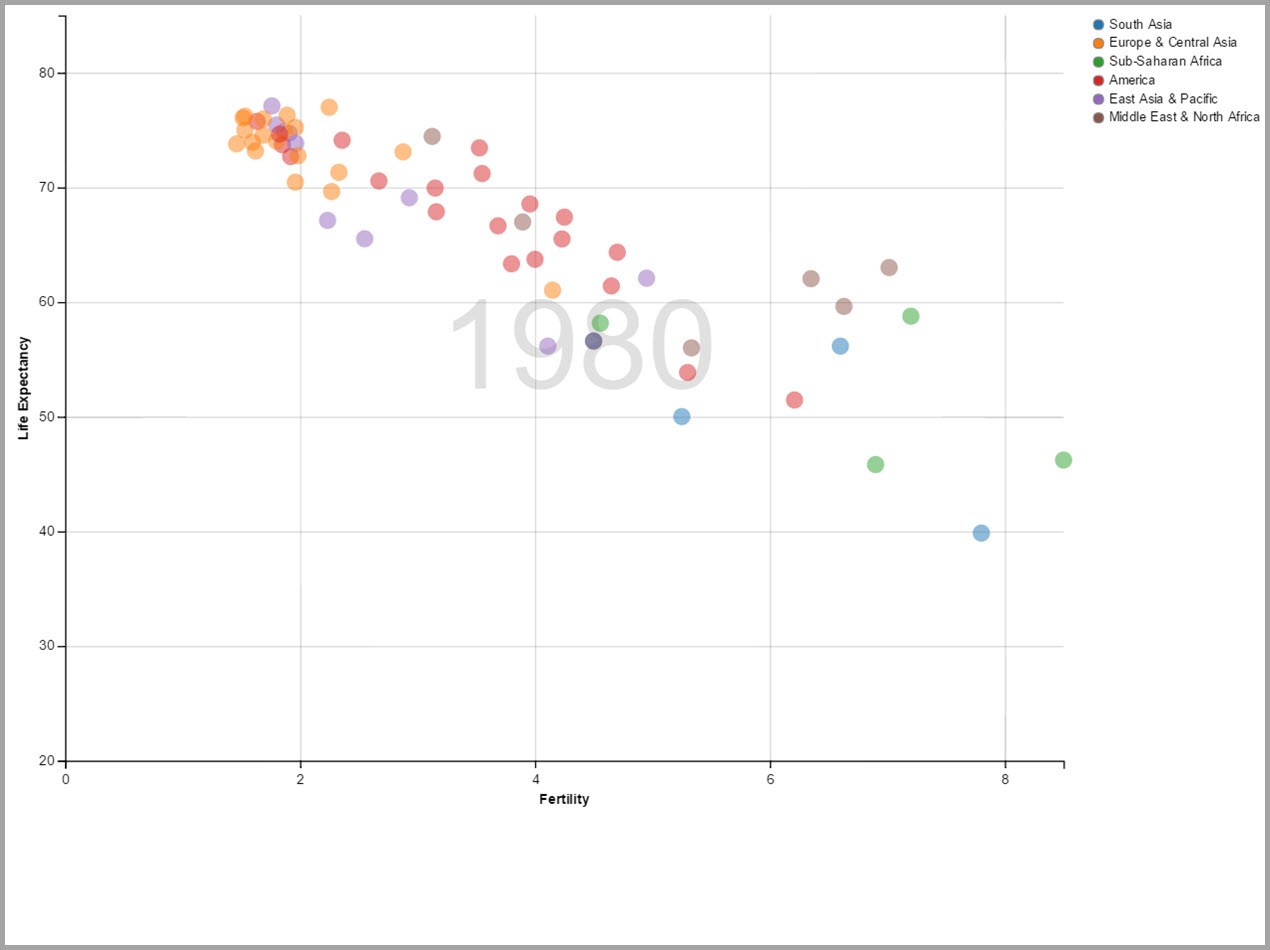 South Asia
Europe & Central Asia
Sub-Saharan Africa
America
East Asia & Pacific
Middle East & North Africa
80
70
60
50
40
30
20
Life Expectancy
1980
0 2 4 6 8
Fertility